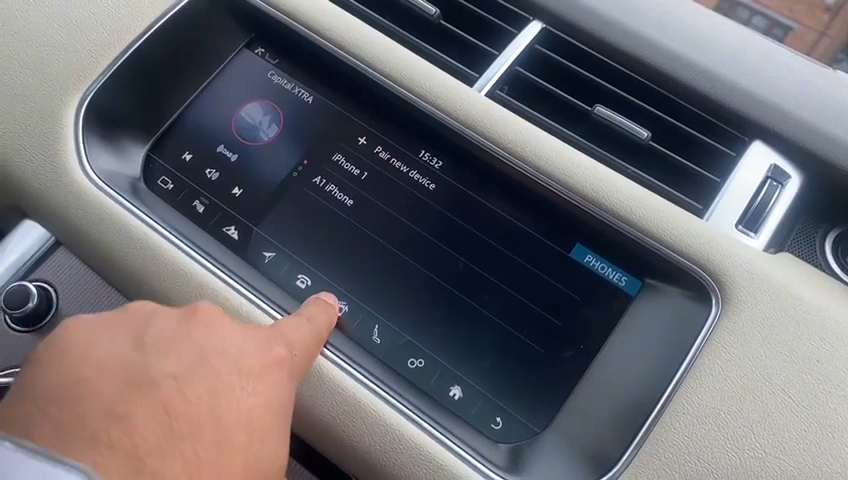 Capital XTRA
15:32
Pair new device
iPhone 1
A1 iPhone
PHONES